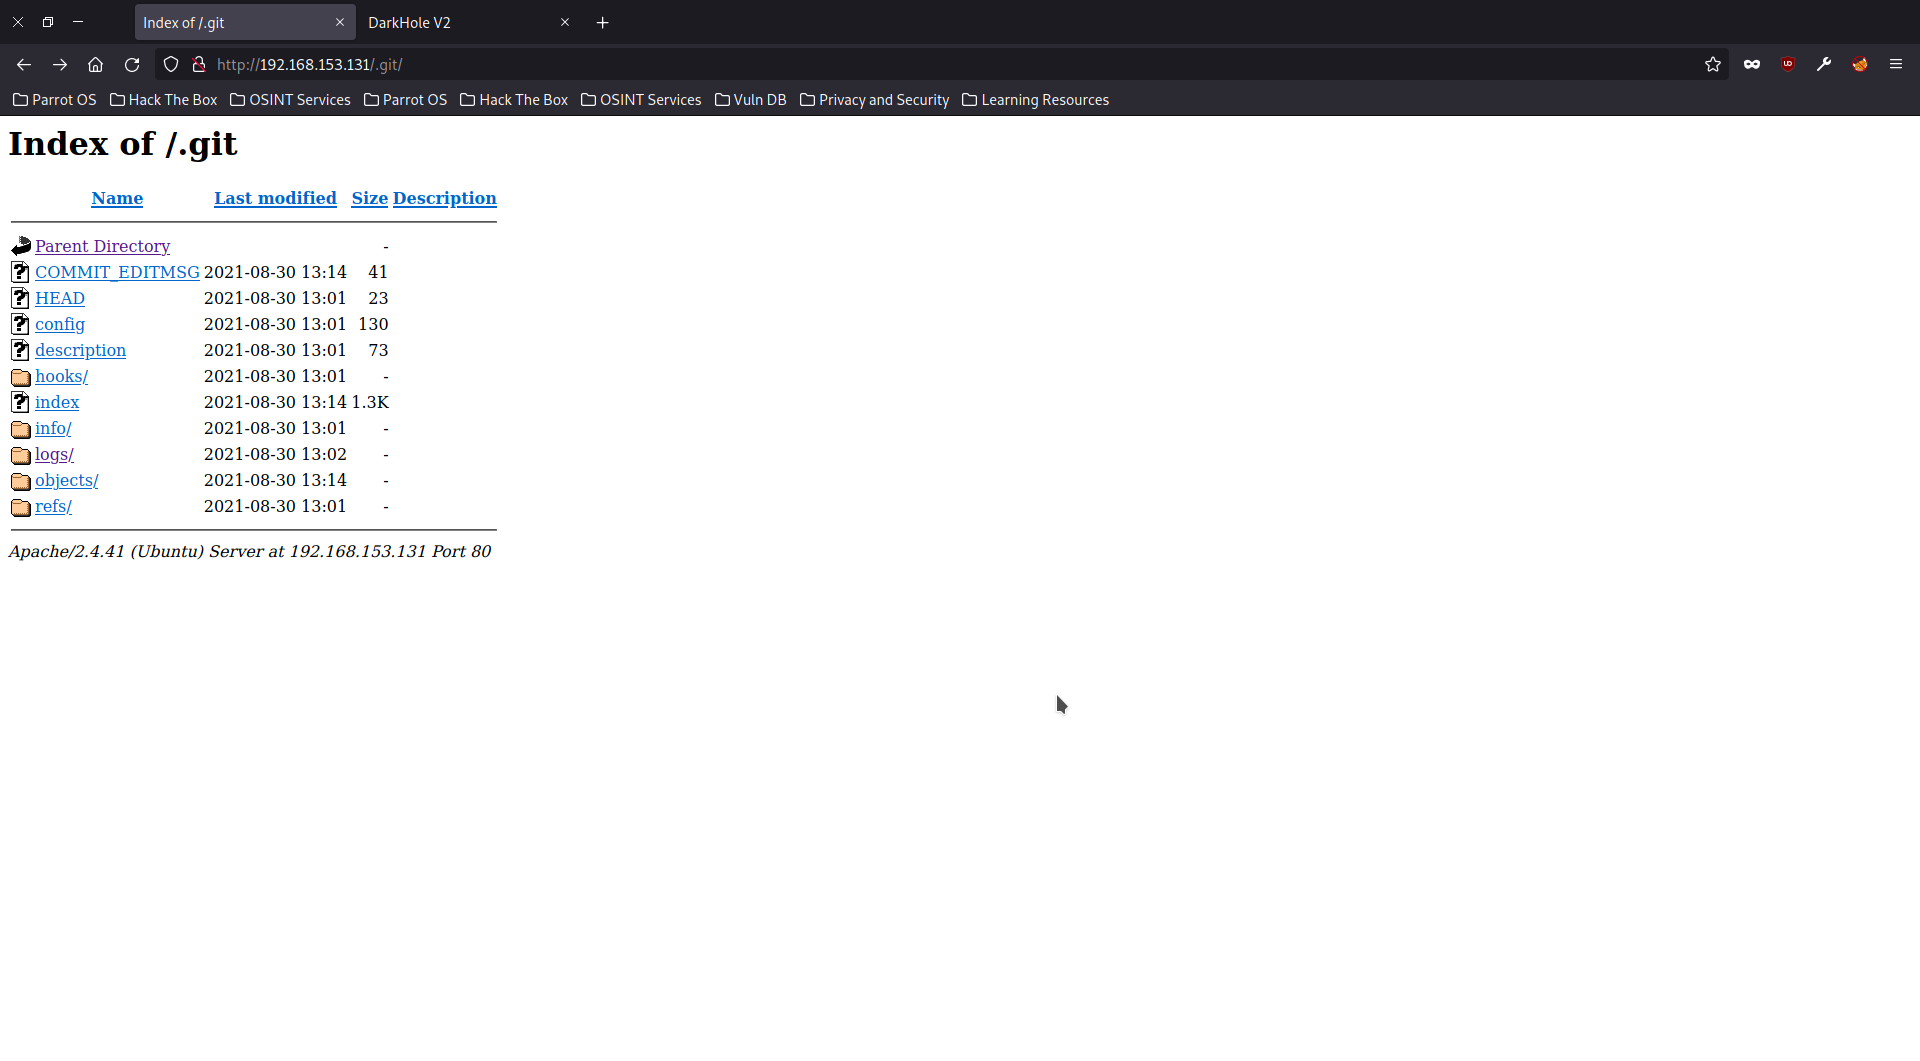 Index of /.git
DarkHole V2
http://192.168.153.131/.git/
Parrot OS Hack The Box OSINT Services Parrot OS Hack The Box OSINT Services Vuln DB Privacy and Security Learning Resources
Index of /.git
Name Last modified Size Description
Parent Directory -
COMMIT_EDITMSG 2021-08-30 13:14 41
HEAD 2021-08-30 13:01 23
config 2021-08-30 13:01 130
description 2021-08-30 13:01 73
hooks/ 2021-08-30 13:01 -
index 2021-08-30 13:14 1.3K
info/ 2021-08-30 13:01 -
logs/ 2021-08-30 13:02 -
objects/ 2021-08-30 13:14 -
refs/ 2021-08-30 13:01 -
Apache/2.4.41 (Ubuntu) Server at 192.168.153.131 Port 80